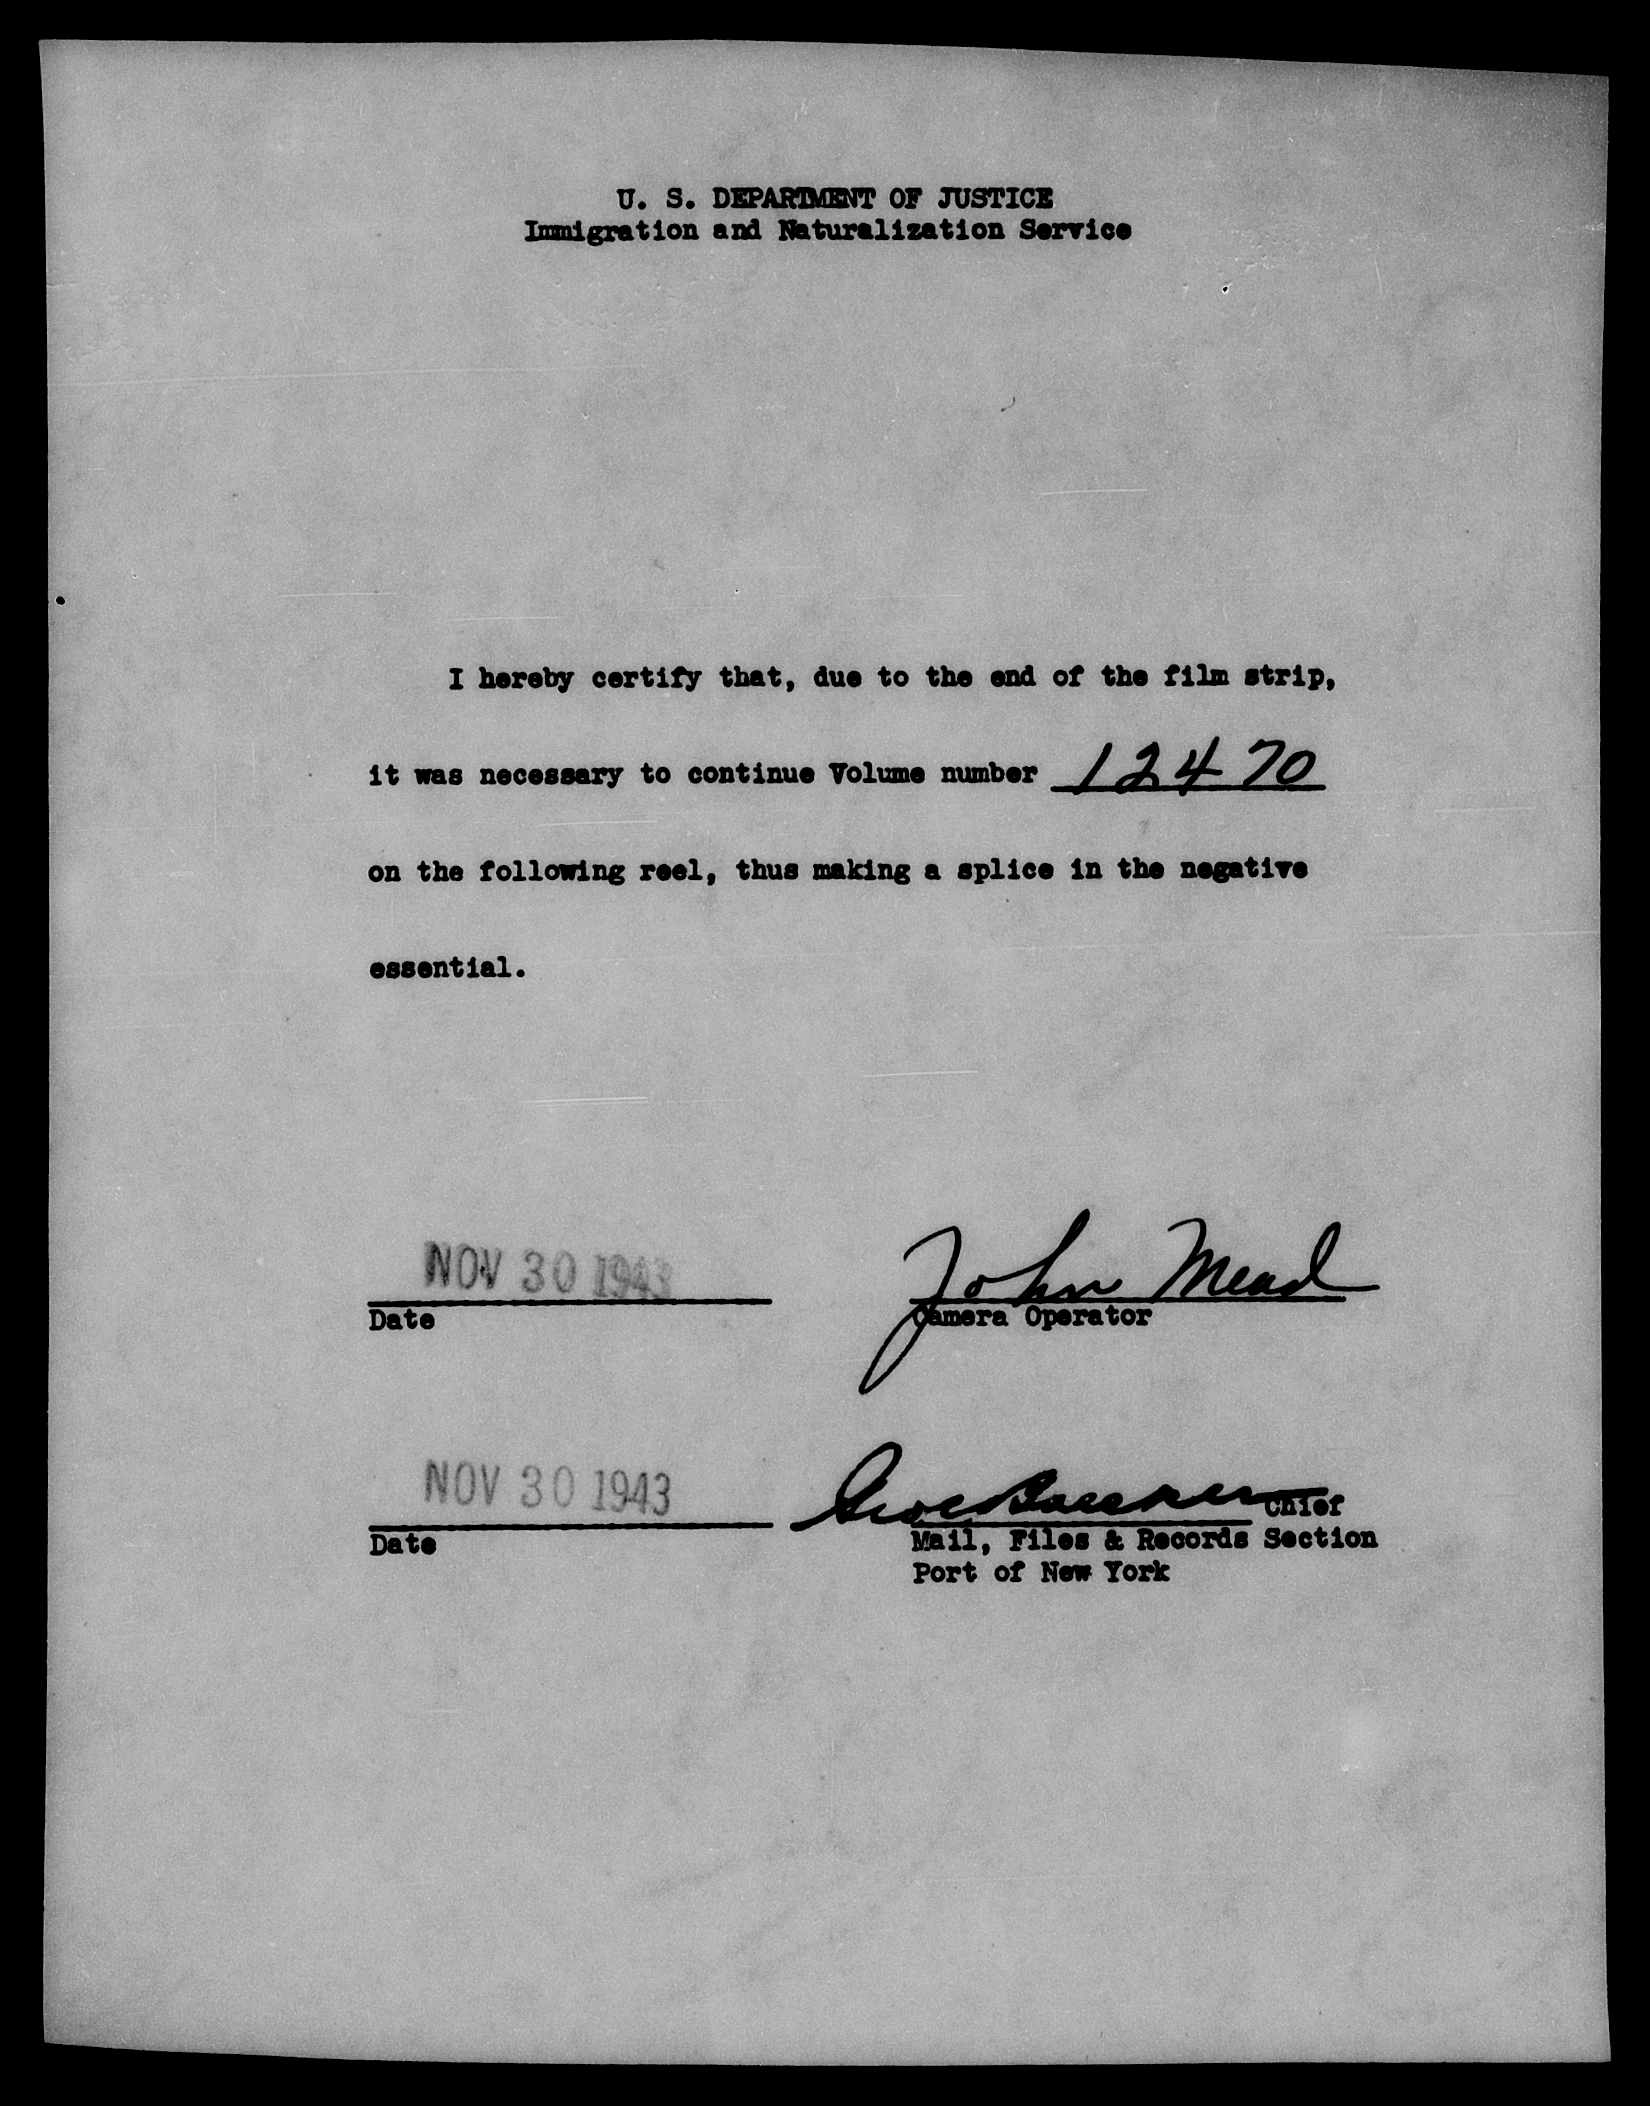 U. S. DEPARTMENT OF JUSTICE
Immigration and Naturalization Service
I hereby certify that, due to the end of the film strip,
it was necessary to continue Volume number 12470
on the following reel, thus making a splice in the negative
essential.
NOV 30 1943
John Mead
Date
Camera Operator
NOV 30 1943
Chief
Date
Mail, Files & Records Section
Port of New York